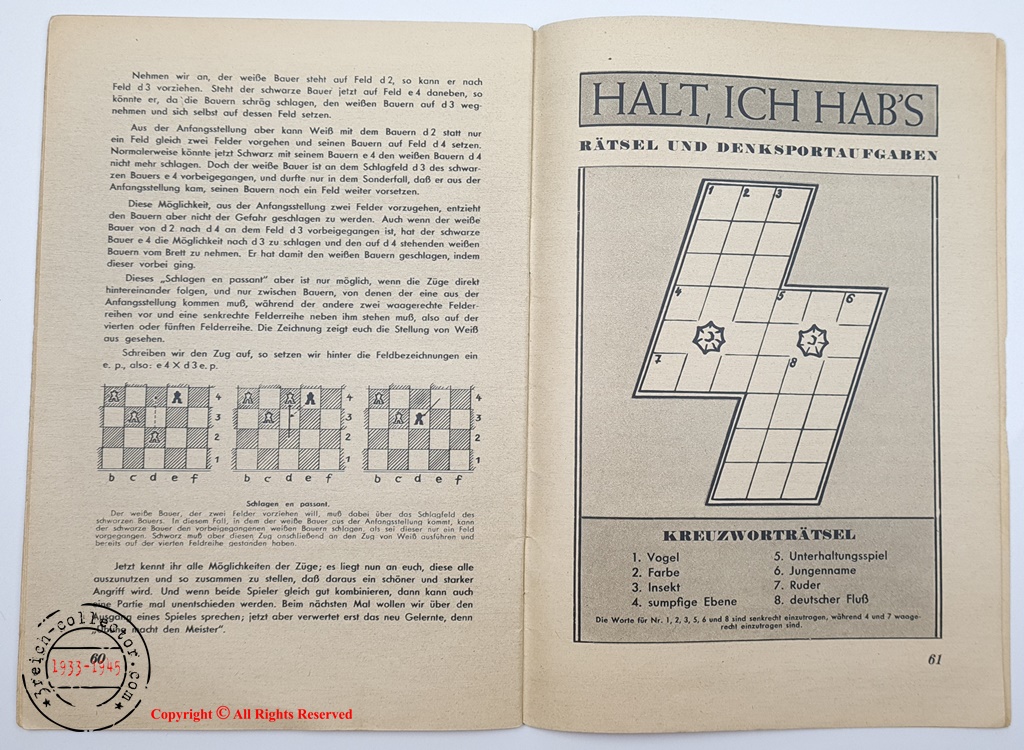 Nehmen wir an, der weiße Bauer steht auf Feld d 2, so kann er nach
Feld d 3 vorziehen. Steht der schwarze Bauer jetzt auf Feld e 4 daneben, so
könnte er, da die Bauern schräg schlagen, den weißen Bauern auf d 3 weg-
nehmen und sich selbst auf dessen Feld setzen.
Aus der Anfangsstellung aber kann Weiß mit dem Bauern d 2 statt nur
ein Feld gleich zwei Felder vorgehen und seinen Bauern auf Feld d 4 setzen.
Normalerweise könnte jetzt Schwarz mit seinem Bauern e 4 den weißen Bauern d 4
nicht mehr schlagen. Doch der weiße Bauer ist an dem Schlagfeld d 3 des schwar-
zen Bauers e 4 vorbeigegangen, und durfte nur in dem Sonderfall, daß er aus der
Anfangsstellung kam, seinen Bauern noch ein Feld weiter vorsetzen.
Diese Möglichkeit, aus der Anfangsstellung zwei Felder vorzugehen, entzieht
den Bauern aber nicht der Gefahr geschlagen zu werden. Auch wenn der weiße
Bauer von d 2 nach d 4 an dem Feld d 3 vorbeigegangen ist, hat der schwarze
Bauer e 4 die Möglichkeit nach d 3 zu schlagen und den auf d 4 stehenden weißen
Bauern vom Brett zu nehmen. Er hat damit den weißen Bauern geschlagen, indem
dieser vorbei ging.
Dieses „Schlagen en passant" aber ist nur möglich, wenn die Züge direkt
hintereinander folgen, und nur zwischen Bauern, von denen der eine aus der
Anfangsstellung kommen muß, während der andere zwei waagerechte Felder-
reihen vor und eine senkrechte Felderreihe neben ihm stehen muß, also auf der
vierten oder fünften Felderreihe. Die Zeichnung zeigt euch die Stellung von Weiß
aus gesehen.
Schreiben wir den Zug auf, so setzen wir hinter die Feldbezeichnungen ein
e. p., also: e 4 × d 3 e. p.
4 4 4
3 3 3
2 2 2
1 1 1
b c d e f b c d e f b c d e f
Schlagen en passant.
Der weiße Bauer, der zwei Felder vorziehen will, muß dabei über das Schlagfeld des
schwarzen Bauers. In diesem Fall, in dem der weiße Bauer aus der Anfangsstellung kommt, kann
der schwarze Bauer den vorbeigegangenen weißen Bauern schlagen, als sei dieser nur ein Feld
vorgegangen. Schwarz muß aber diesen Zug anschließend an den Zug von Weiß ausführen und
bereits auf der vierten Feldreihe gestanden haben.
Jetzt kennt ihr alle Möglichkeiten der Züge; es liegt nun an euch, diese alle
auszunutzen und so zusammen zu stellen, daß daraus ein schöner und starker
Angriff wird. Und wenn beide Spieler gleich gut kombinieren, dann kann auch
eine Partie mal unentschieden werden. Beim nächsten Mal wollen wir über den
Ausgang eines Spieles sprechen; jetzt aber verwertet erst das neu Gelernte, denn
„Übung macht den Meister".
60
3reich-collector.com
1933-1945
Copyright © All Rights Reserved
HALT, ICH HAB'S
RÄTSEL UND DENKSPORTAUFGABEN
1 2 3
4 5 6
7 8
KREUZWORTRÄTSEL
1. Vogel
2. Farbe
3. Insekt
4. sumpfige Ebene
5. Unterhaltungsspiel
6. Jungenname
7. Ruder
8. deutscher Fluß
Die Worte für Nr. 1, 2, 3, 5, 6 und 8 sind senkrecht einzutragen, während 4 und 7 waage-
recht einzutragen sind.
61